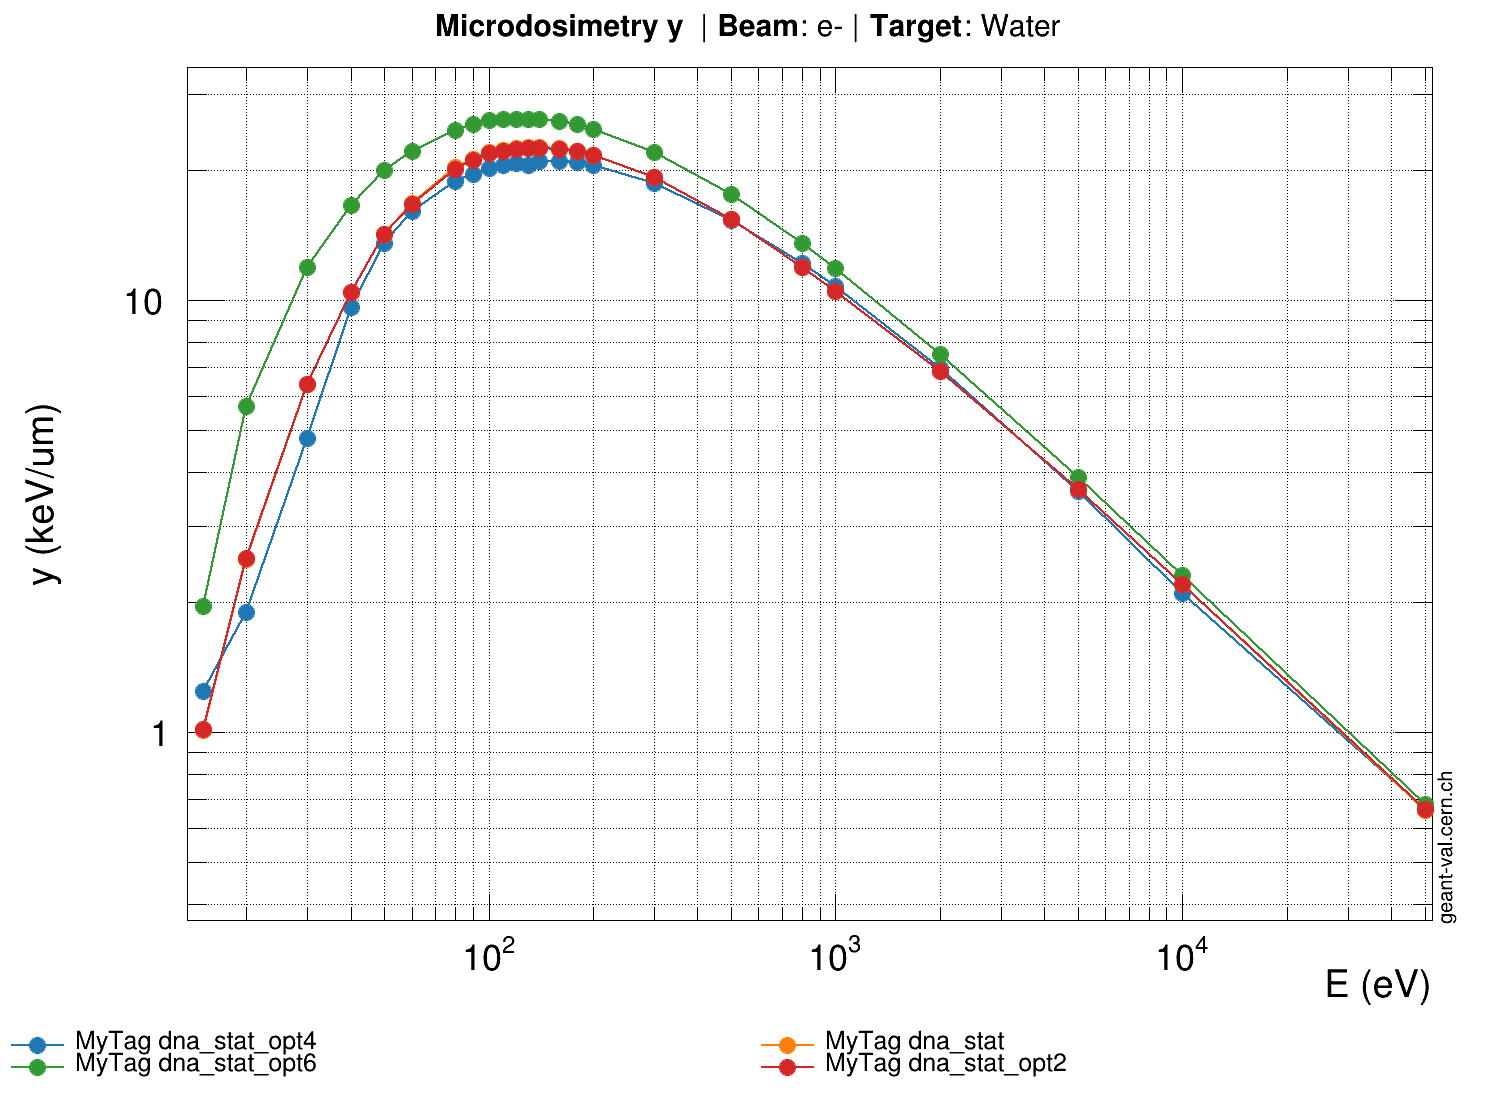 Microdosimetry y | Beam: e- | Target: Water
y (keV/um)
10
1
10²
10³
10⁴
E (eV)
geant-val.cern.ch
MyTag dna_stat_opt4
MyTag dna_stat
MyTag dna_stat_opt6
MyTag dna_stat_opt2